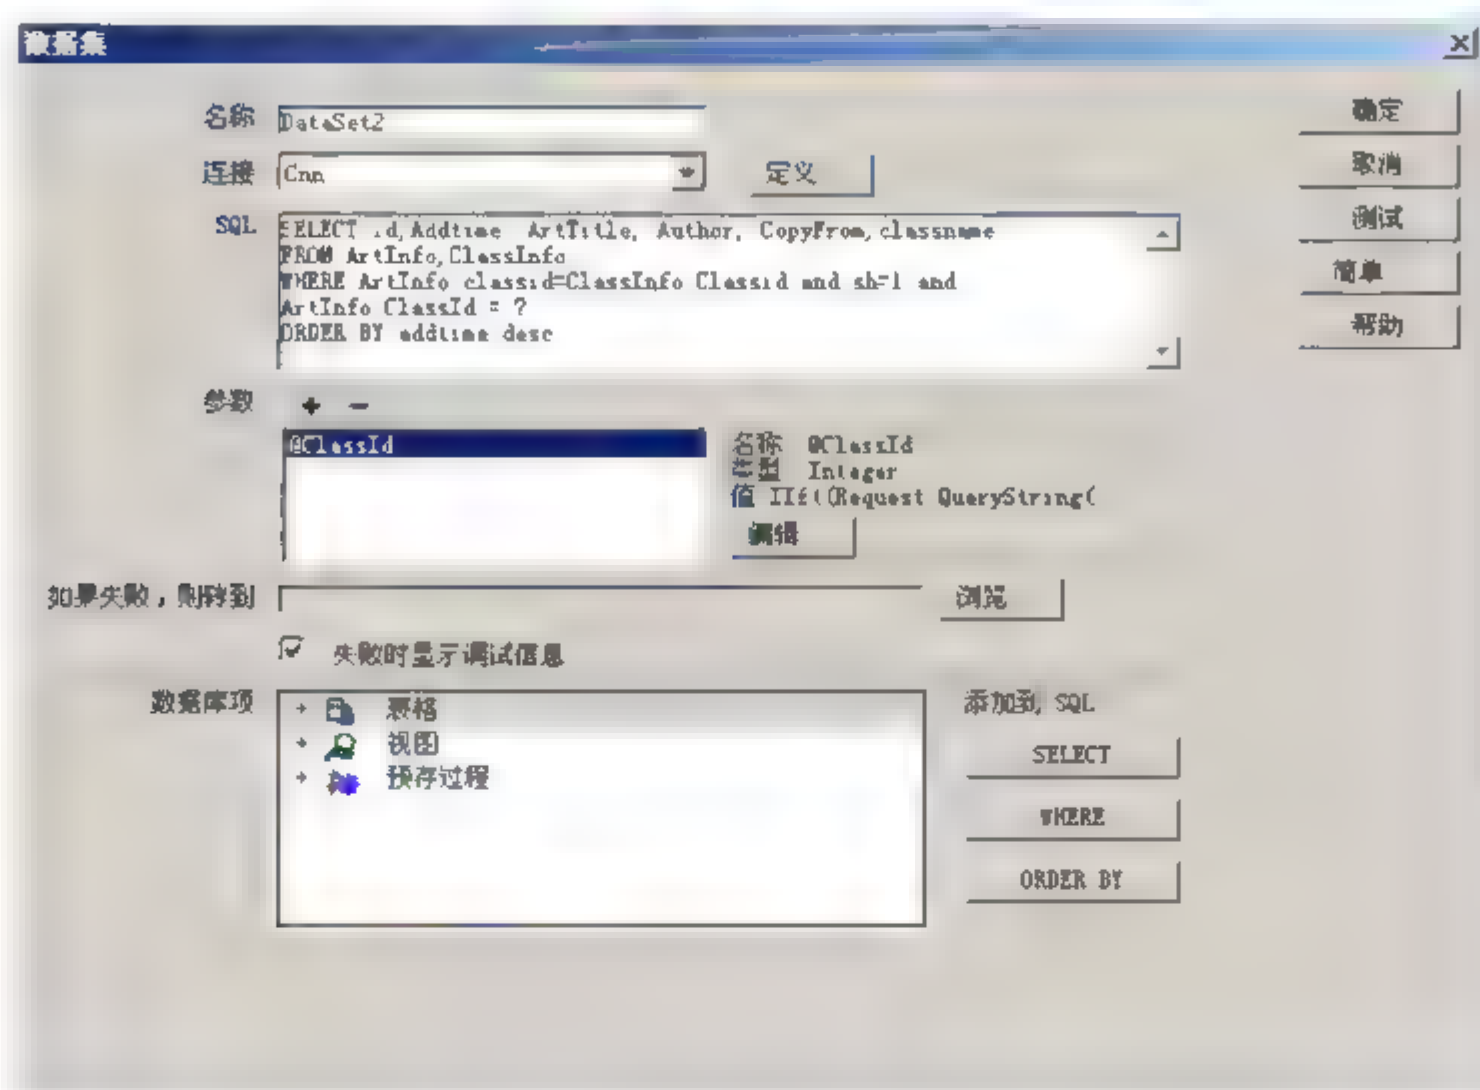 数据集
名称 DataSet2
确定
连接 Cnn 定义
取消
SQL
SELECT id,Addtime ArtTitle, Author, CopyFrom,classname
FROM ArtInfo,ClassInfo
WHERE ArtInfo classid=ClassInfo Classid and sh=1 and
ArtInfo ClassId = ?
ORDER BY addtime desc
测试
简单
帮助
参数 + -
@ClassId
名称 @ClassId
类型 Integer
值 IIf((Request QueryString(
编辑
如果失败，则转到 浏览
失败时显示调试信息
数据库项
表格
视图
预存过程
添加到 SQL
SELECT
WHERE
ORDER BY